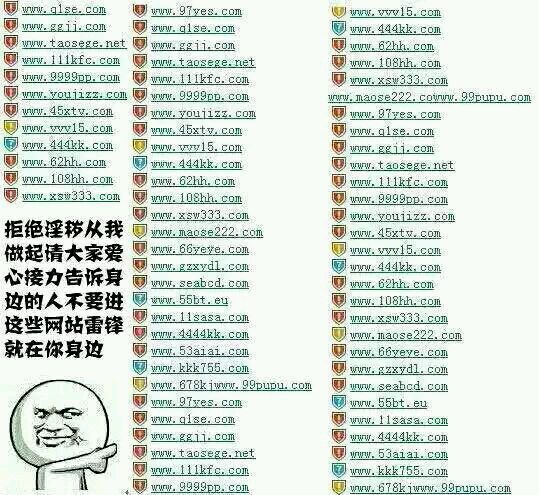 www.qlse.com
www.ggjj.com
www.taosege.net
www.111kfc.com
www.9999pp.com
www.youjizz.com
www.45xtv.com
www.vvv15.com
www.444kk.com
www.62hh.com
www.108hh.com
www.xsw333.com
拒绝淫秽从我
做起请大家爱
心接力告诉身
边的人不要进
这些网站雷锋
就在你身边
www.97yes.com
www.qlse.com
www.ggjj.com
www.taosege.net
www.111kfc.com
www.9999pp.com
www.youjizz.com
www.45xtv.com
www.vvv15.com
www.444kk.com
www.62hh.com
www.108hh.com
www.xsw333.com
www.maose222.com
www.66yeye.com
www.gzxydl.com
www.seabcd.com
www.55bt.eu
www.11sasa.com
www.4444kk.com
www.53aiai.com
www.kkk755.com
www.678kjwww.99pupu.com
www.97yes.com
www.qlse.com
www.ggjj.com
www.taosege.net
www.111kfc.com
www.9999pp.com
www.vvv15.com
www.444kk.com
www.62hh.com
www.108hh.com
www.xsw333.com
www.maose222.cowww.99pupu.com
www.97yes.com
www.qlse.com
www.ggjj.com
www.taosege.net
www.111kfc.com
www.9999pp.com
www.youjizz.com
www.45xtv.com
www.vvv15.com
www.444kk.com
www.62hh.com
www.108hh.com
www.xsw333.com
www.maose222.com
www.66yeye.com
www.gzxydl.com
www.seabcd.com
www.55bt.eu
www.11sasa.com
www.4444kk.com
www.53aiai.com
www.kkk755.com
www.678kjwww.99pupu.com